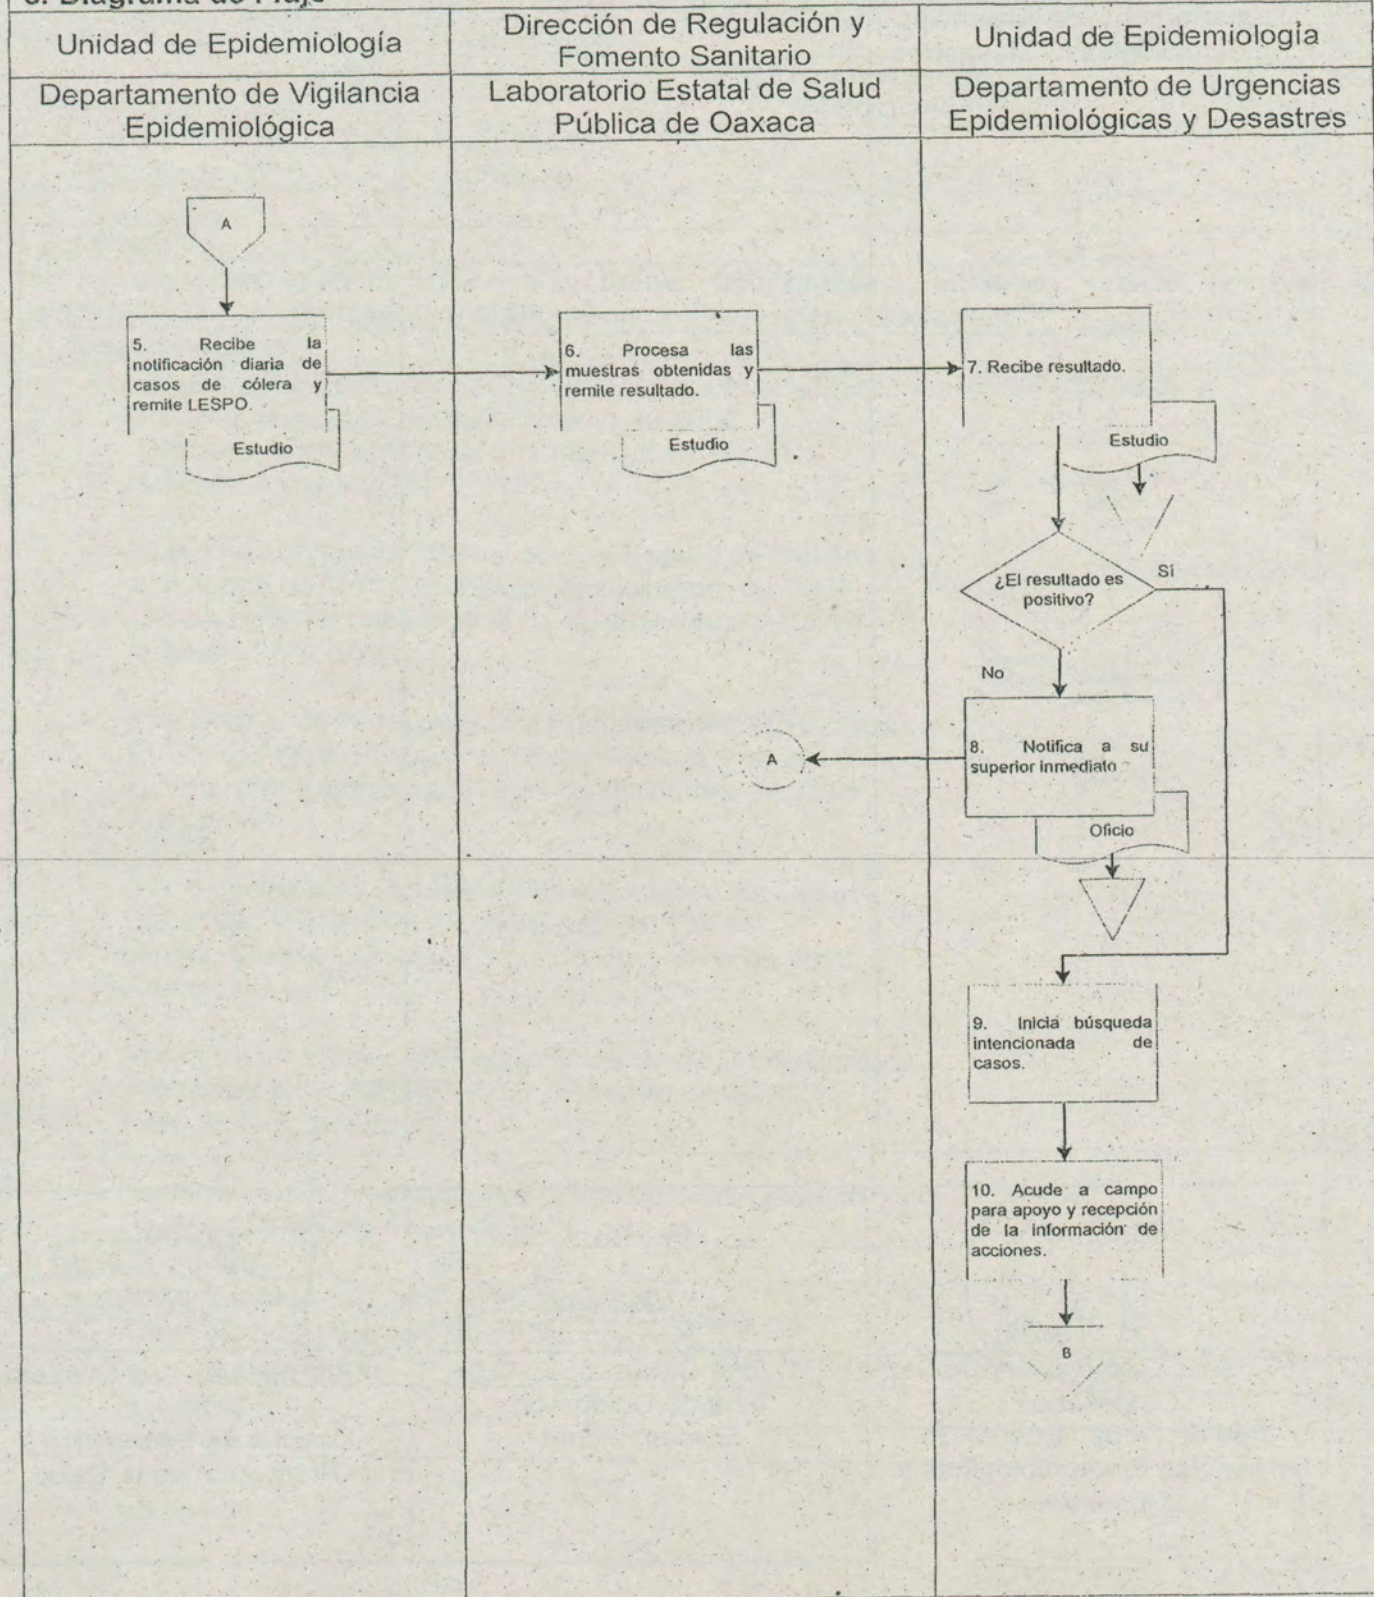 Unidad de Epidemiología
Dirección de Regulación y
Fomento Sanitario
Unidad de Epidemiología
Departamento de Vigilancia
Epidemiológica
Laboratorio Estatal de Salud
Pública de Oaxaca
Departamento de Urgencias
Epidemiológicas y Desastres
A
5. Recibe la
notificación diaria de
casos de cólera y
remite LESPO.
Estudio
6. Procesa las
muestras obtenidas y
remite resultado.
Estudio
7. Recibe resultado.
Estudio
¿El resultado es
positivo?
Sí
No
8. Notifica a su
superior inmediato
A
Oficio
9. Inicia búsqueda
intencionada de
casos.
10. Acude a campo
para apoyo y recepción
de la información de
acciones.
B